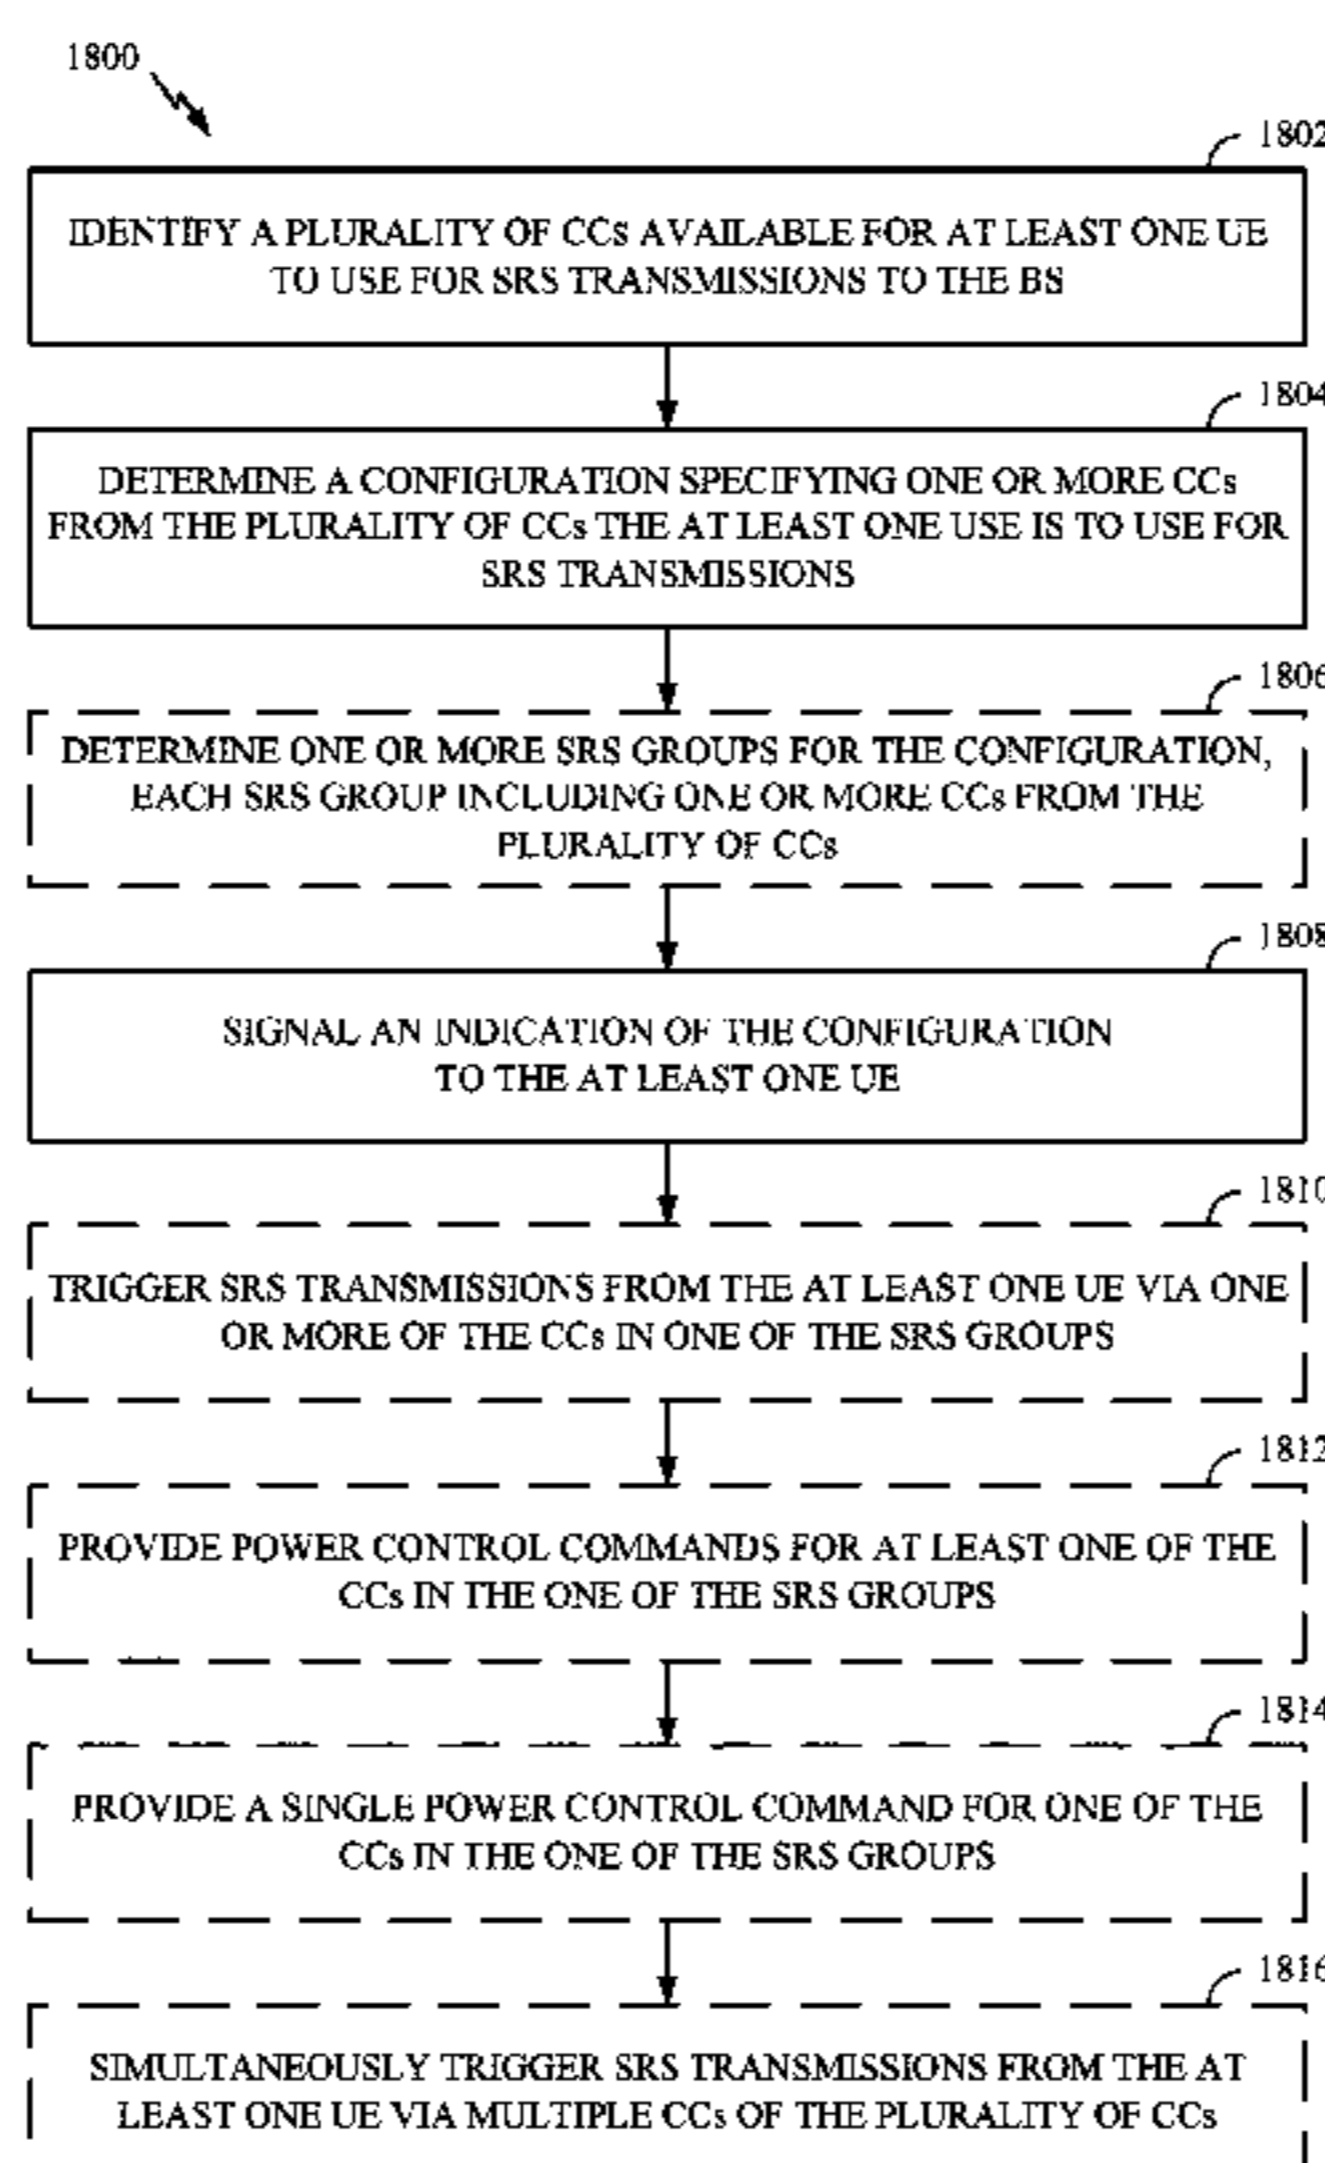 1800
1802
IDENTIFY A PLURALITY OF CCs AVAILABLE FOR AT LEAST ONE UE
TO USE FOR SRS TRANSMISSIONS TO THE BS
1804
DETERMINE A CONFIGURATION SPECIFYING ONE OR MORE CCs
FROM THE PLURALITY OF CCs THE AT LEAST ONE USE IS TO USE FOR
SRS TRANSMISSIONS
1806
DETERMINE ONE OR MORE SRS GROUPS FOR THE CONFIGURATION,
EACH SRS GROUP INCLUDING ONE OR MORE CCs FROM THE
PLURALITY OF CCs
1808
SIGNAL AN INDICATION OF THE CONFIGURATION
TO THE AT LEAST ONE UE
1810
TRIGGER SRS TRANSMISSIONS FROM THE AT LEAST ONE UE VIA ONE
OR MORE OF THE CCs IN ONE OF THE SRS GROUPS
1812
PROVIDE POWER CONTROL COMMANDS FOR AT LEAST ONE OF THE
CCs IN THE ONE OF THE SRS GROUPS
1814
PROVIDE A SINGLE POWER CONTROL COMMAND FOR ONE OF THE
CCs IN THE ONE OF THE SRS GROUPS
1816
SIMULTANEOUSLY TRIGGER SRS TRANSMISSIONS FROM THE AT
LEAST ONE UE VIA MULTIPLE CCs OF THE PLURALITY OF CCs